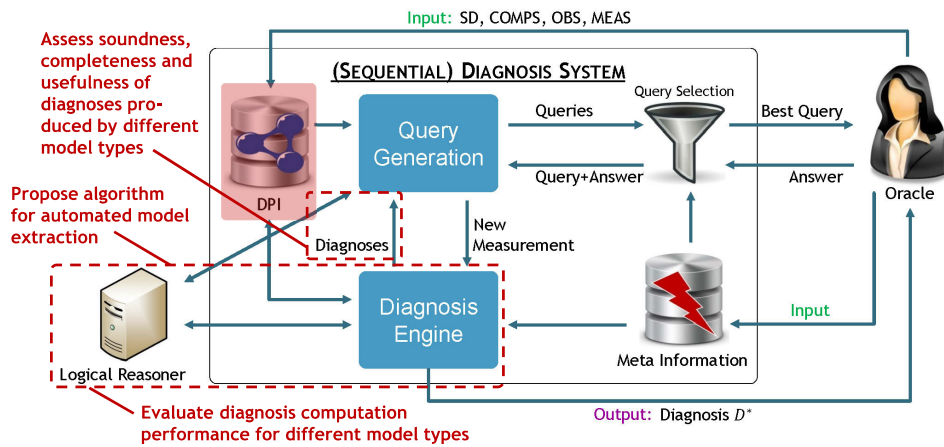 Input: SD, COMPS, OBS, MEAS
Assess soundness,
completeness and
usefulness of
diagnoses pro-
duced by different
model types
(SEQUENTIAL) DIAGNOSIS SYSTEM
Query
Generation
Queries
Query Selection
Best Query
Query+Answer
Answer
Oracle
DPI
Propose algorithm
for automated model
extraction
Diagnoses
New
Measurement
Diagnosis
Engine
Input
Logical Reasoner
Meta Information
Evaluate diagnosis computation
performance for different model types
Output: Diagnosis D*